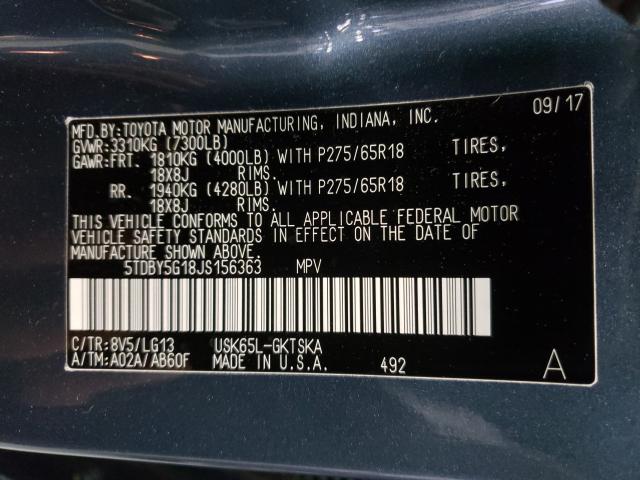 09/17
MFD.BY:TOYOTA MOTOR MANUFACTURING, INDIANA, INC.
GVWR:3310KG (7300LB)
GAWR:FRT. 1810KG (4000LB) WITH P275/65R18 TIRES,
18X8J RIMS.
RR. 1940KG (4280LB) WITH P275/65R18 TIRES,
18X8J RIMS.
THIS VEHICLE CONFORMS TO ALL APPLICABLE FEDERAL MOTOR
VEHICLE SAFETY STANDARDS IN EFFECT ON THE DATE OF
MANUFACTURE SHOWN ABOVE.
5TDBY5G18JS156363 MPV
C/TR:8V5/LG13 USK65L-GKTSKA
A/TM:A02A/AB60F MADE IN U.S.A. 492 A